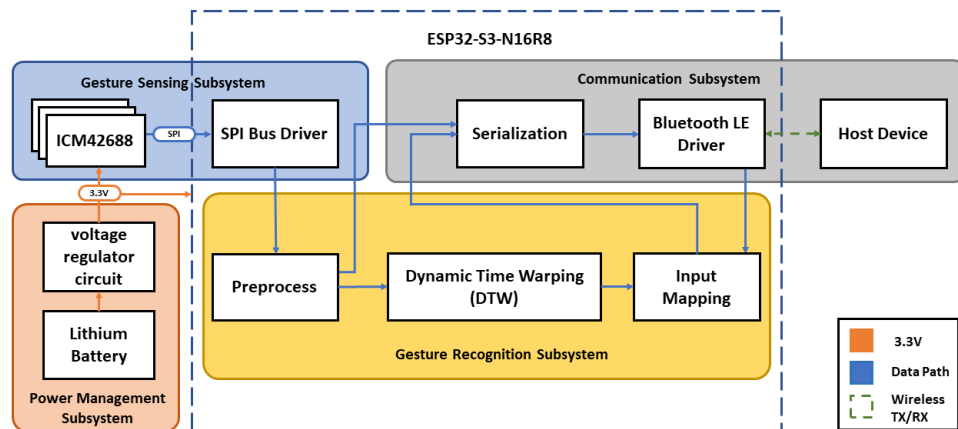 ESP32-S3-N16R8
Gesture Sensing Subsystem
Communication Subsystem
ICM42688
SPI
SPI Bus Driver
Serialization
Bluetooth LE
Driver
Host Device
3.3V
voltage
regulator
circuit
Lithium
Battery
Power Management
Subsystem
Preprocess
Dynamic Time Warping
(DTW)
Input
Mapping
Gesture Recognition Subsystem
3.3V
Data Path
Wireless
TX/RX